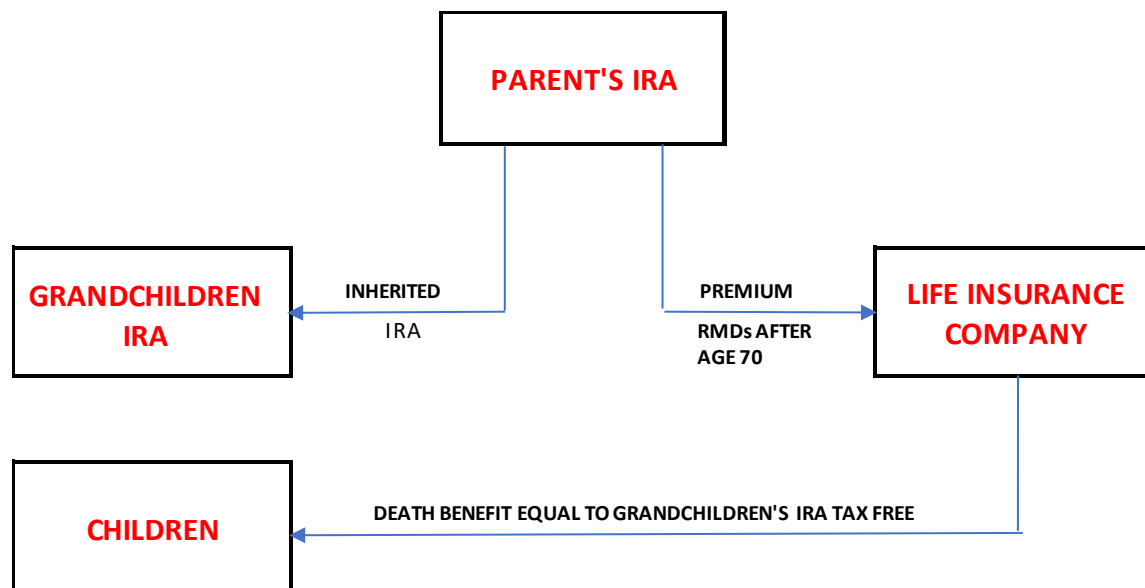 PARENT'S IRA
GRANDCHILDREN
IRA
INHERITED
IRA
PREMIUM
RMDs AFTER
AGE 70
LIFE INSURANCE
COMPANY
CHILDREN
DEATH BENEFIT EQUAL TO GRANDCHILDREN'S IRA TAX FREE